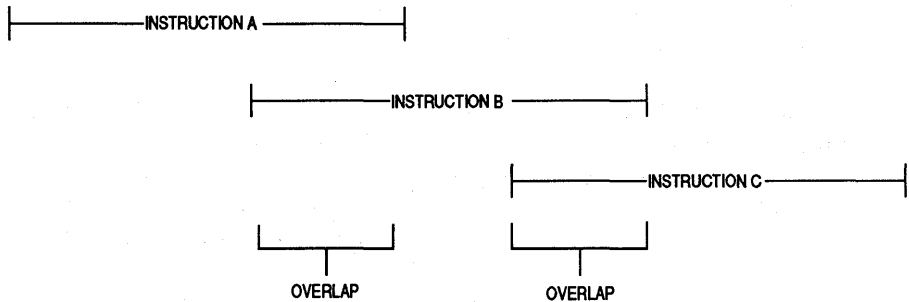 INSTRUCTION A
INSTRUCTION B
INSTRUCTION C
OVERLAP
OVERLAP